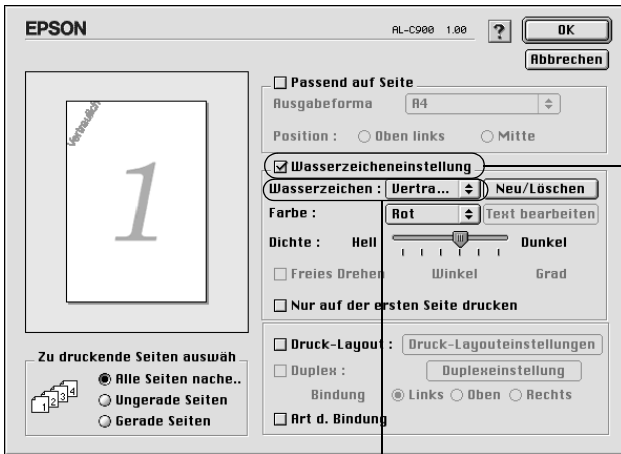 EPSON
AL-C900 1.00
?
OK
Abbrechen
Vertraulich
1
Passend auf Seite
Ausgabeforma A4
Position : Oben links Mitte
Wasserzeicheneinstellung
Wasserzeichen : Vertra... Neu/Löschen
Farbe : Rot Text bearbeiten
Dichte : Hell Dunkel
Freies Drehen Winkel Grad
Nur auf der ersten Seite drucken
Druck-Layout : Druck-Layouteinstellungen
Duplex : Duplexeinstellung
Bindung Links Oben Rechts
Art d. Bindung
Zu druckende Seiten auswäh
1 2 3 4
Alle Seiten nache..
Ungerade Seiten
Gerade Seiten